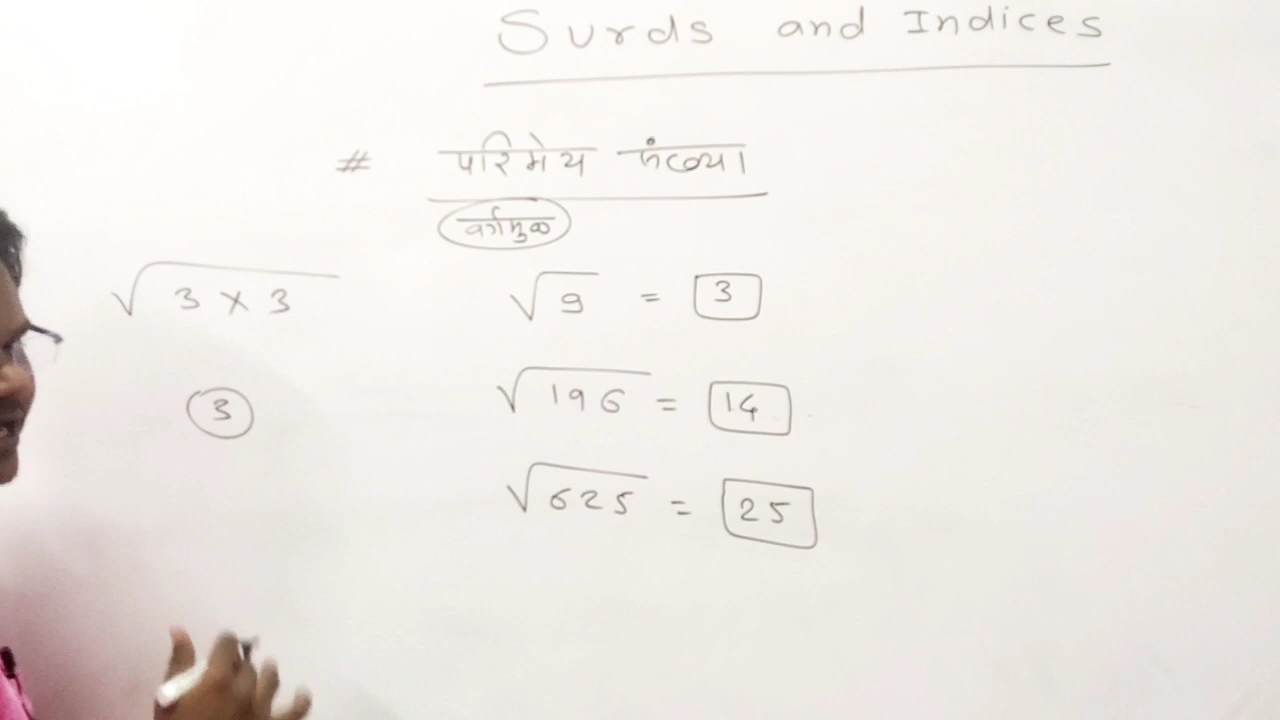 Surds and Indices
# परिमेय संख्या
वर्गमुळ
√3 × 3
√9 = 3
3
√196 = 14
√625 = 25